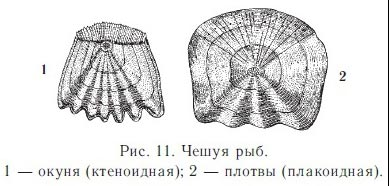 1
2
Рис. 11. Чешуя рыб.
1 — окуня (ктеноидная); 2 — плотвы (плакоидная).